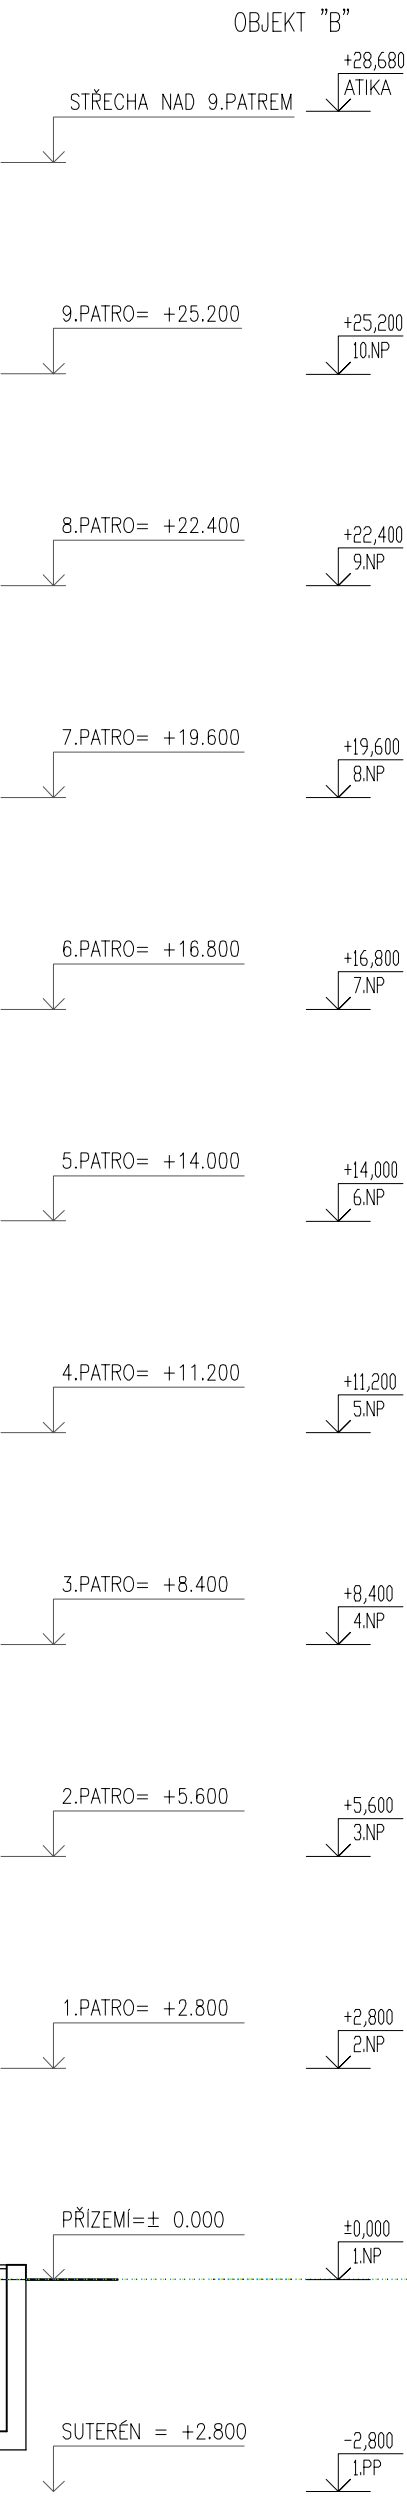 OBJEKT "B"
+28,680
ATIKA
STŘECHA NAD 9.PATREM
9.PATRO= +25.200
+25,200
10.NP
8.PATRO= +22.400
+22,400
9.NP
7.PATRO= +19.600
+19,600
8.NP
6.PATRO= +16.800
+16,800
7.NP
5.PATRO= +14.000
+14,000
6.NP
4.PATRO= +11.200
+11,200
5.NP
3.PATRO= +8.400
+8,400
4.NP
2.PATRO= +5.600
+5,600
3.NP
1.PATRO= +2.800
+2,800
2.NP
PŘÍZEMÍ=± 0.000
±0,000
1.NP
SUTERÉN = +2.800
-2,800
1.PP